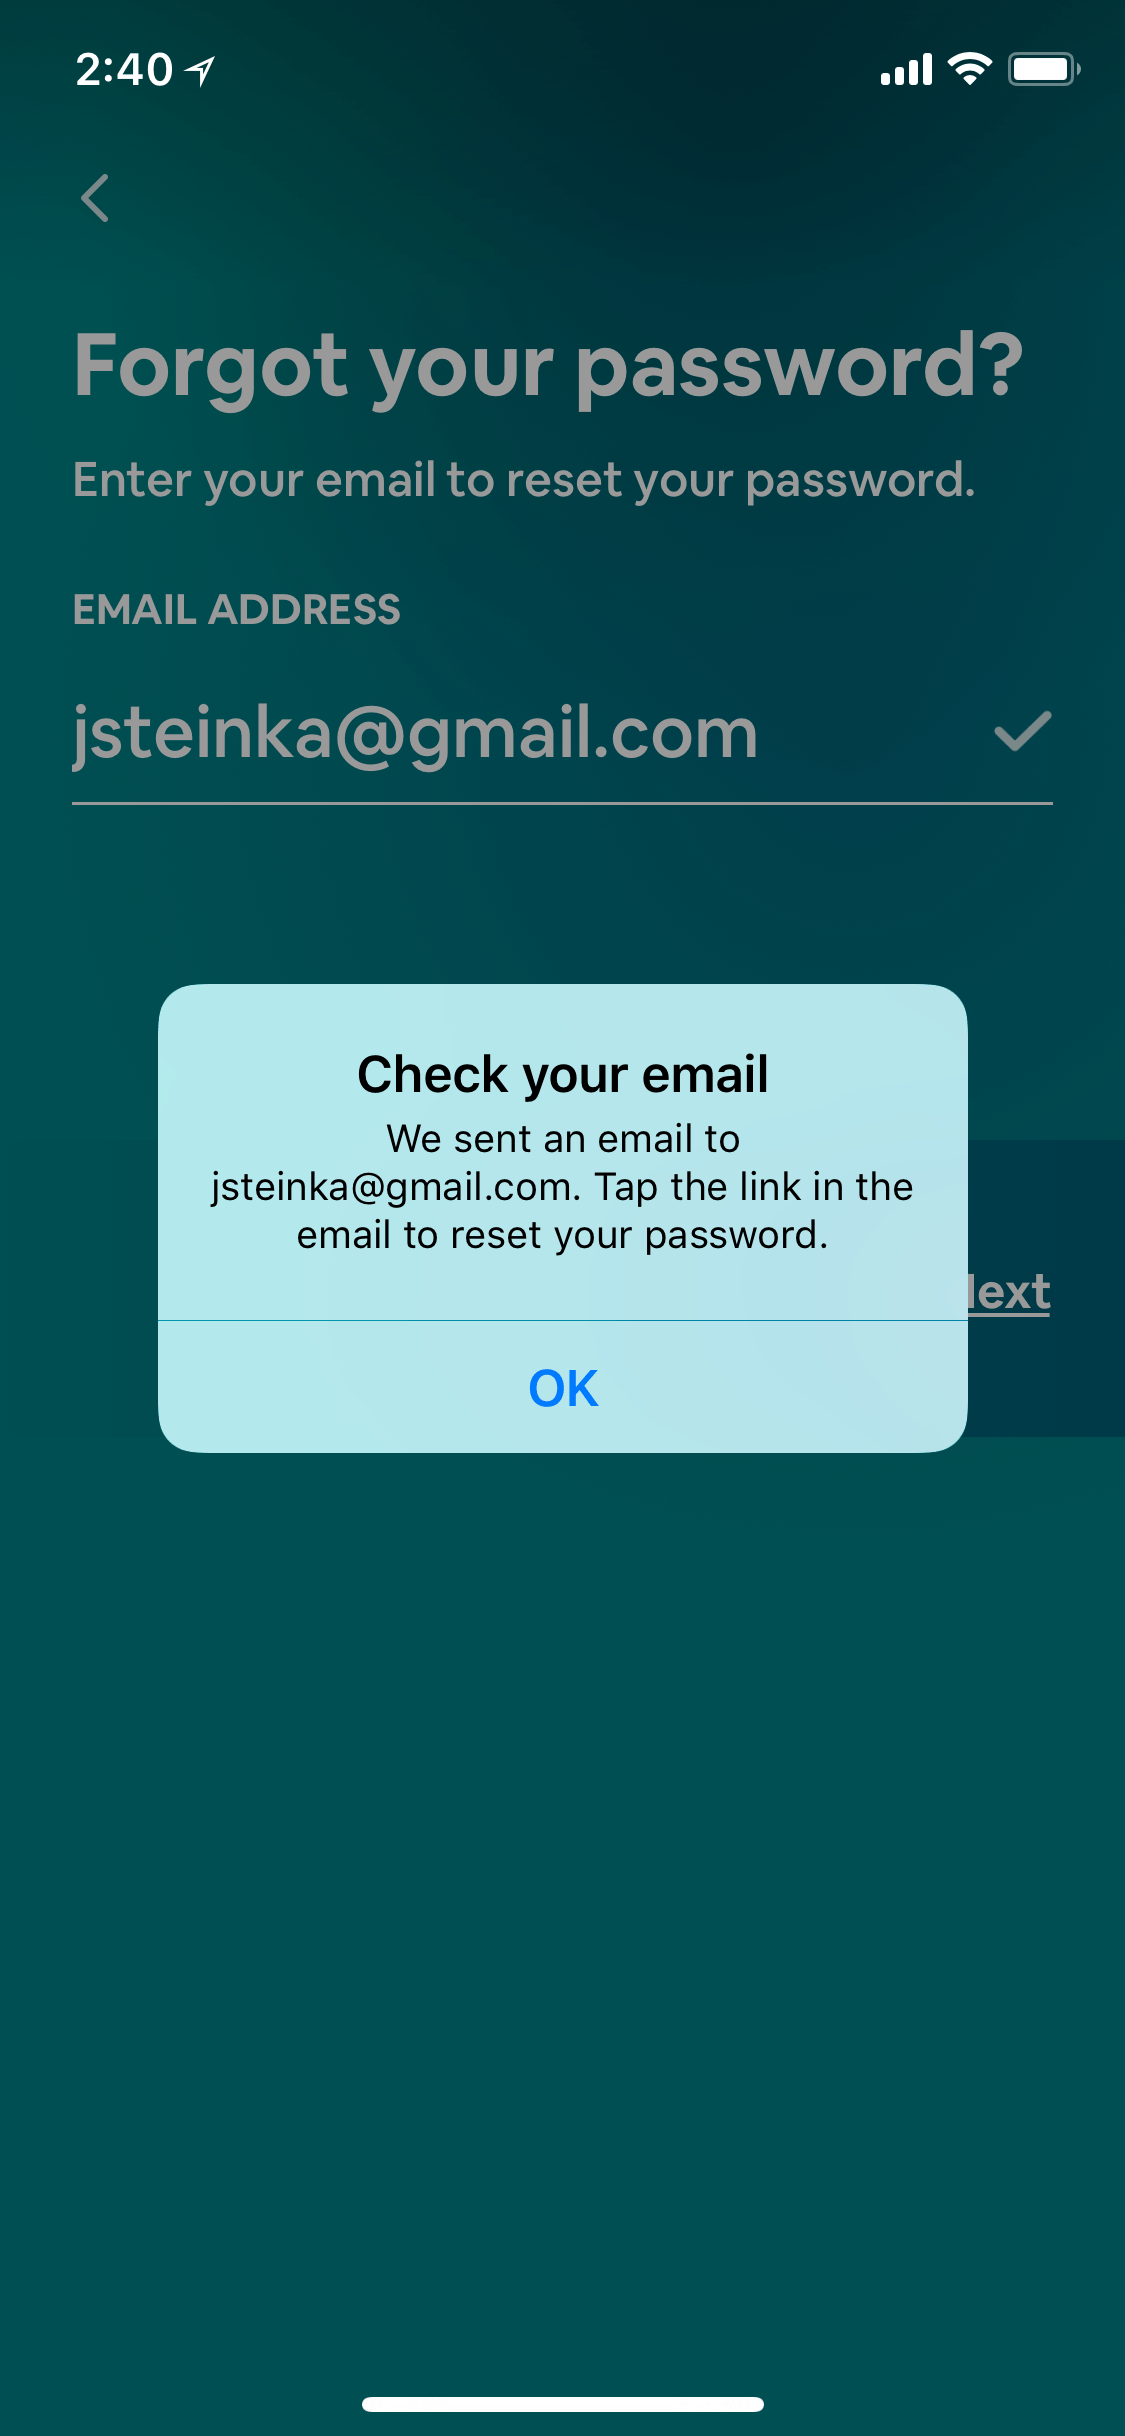 2:40
Forgot your password?
Enter your email to reset your password.
EMAIL ADDRESS
jsteinka@gmail.com
Check your email
We sent an email to
jsteinka@gmail.com. Tap the link in the
email to reset your password.
OK